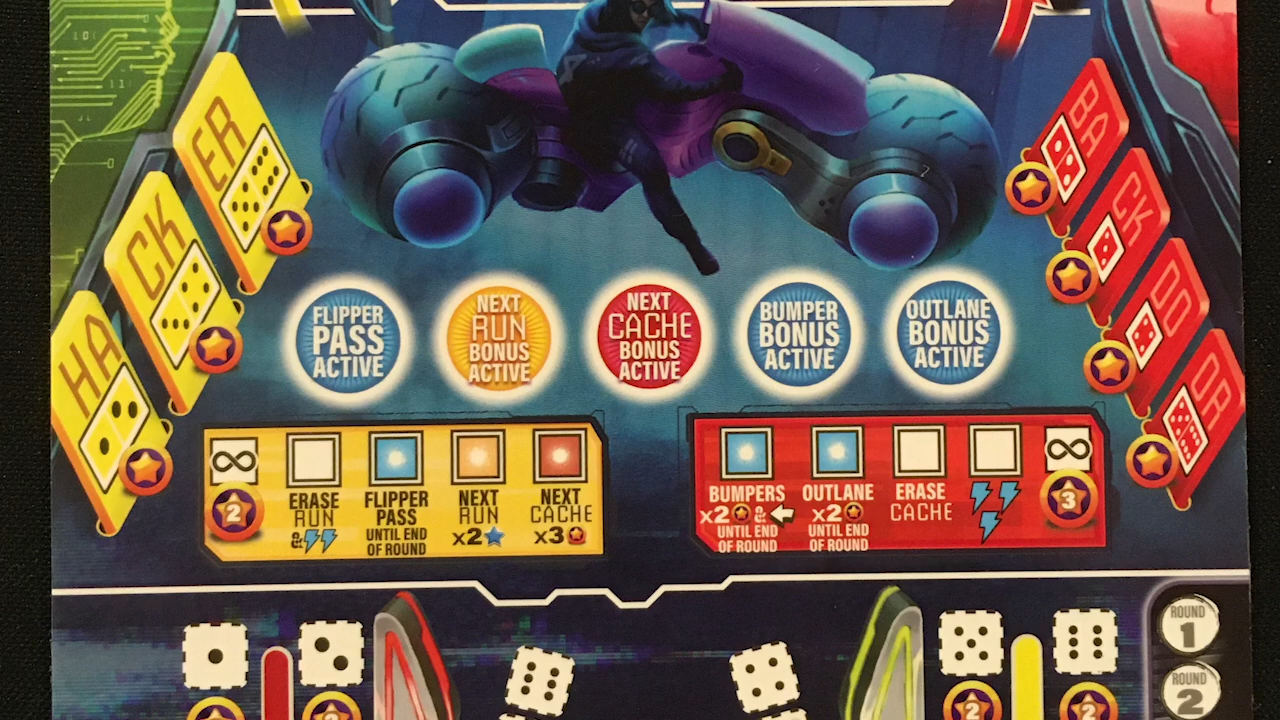 HA
CK
ER
BA
CK
DO
OR
FLIPPER
PASS
ACTIVE
NEXT
RUN
BONUS
ACTIVE
NEXT
CACHE
BONUS
ACTIVE
BUMPER
BONUS
ACTIVE
OUTLANE
BONUS
ACTIVE
∞
2
ERASE
RUN
&
FLIPPER
PASS
UNTIL END
OF ROUND
NEXT
RUN
x2
NEXT
CACHE
x3
BUMPERS
x2 &
UNTIL END
OF ROUND
OUTLANE
x2
UNTIL END
OF ROUND
ERASE
CACHE
∞
3
2
2
2
ROUND
1
ROUND
2